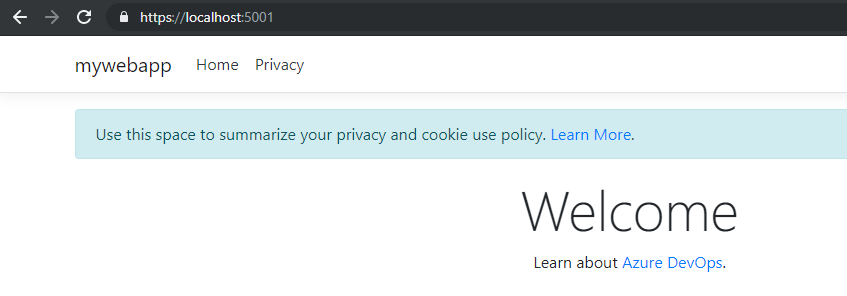 https://localhost:5001
mywebapp Home Privacy
Use this space to summarize your privacy and cookie use policy. Learn More.
Welcome
Learn about Azure DevOps.